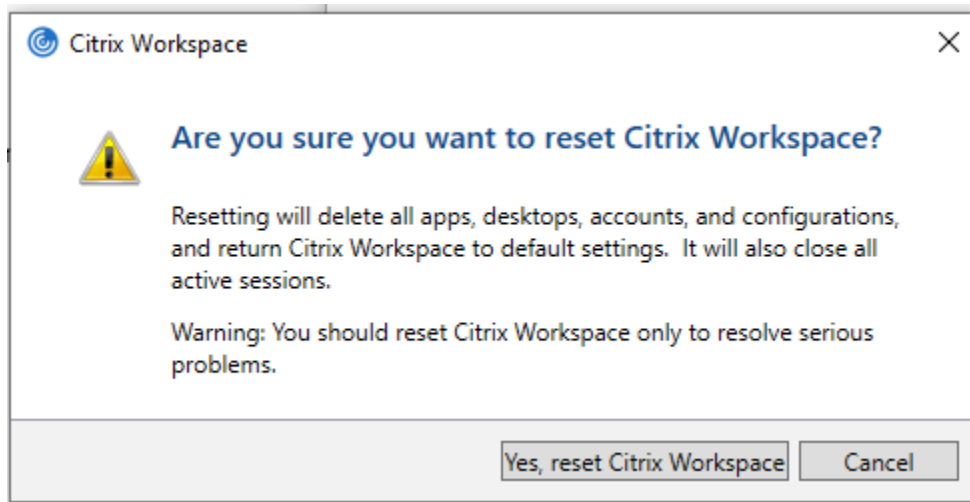 Citrix Workspace
Are you sure you want to reset Citrix Workspace?
Resetting will delete all apps, desktops, accounts, and configurations,
and return Citrix Workspace to default settings.  It will also close all
active sessions.
Warning: You should reset Citrix Workspace only to resolve serious
problems.
Yes, reset Citrix Workspace
Cancel